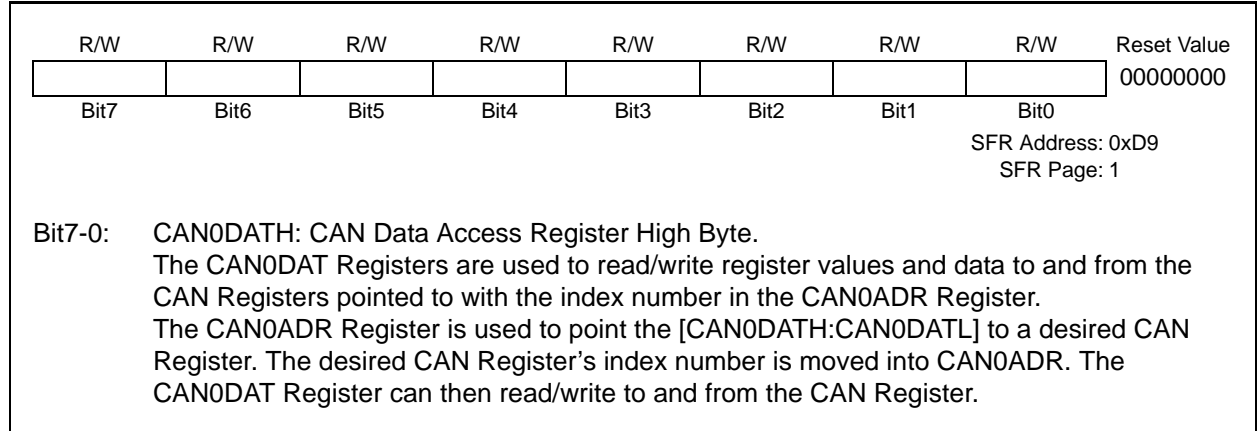 R/W R/W R/W R/W R/W R/W R/W R/W Reset Value
00000000
Bit7 Bit6 Bit5 Bit4 Bit3 Bit2 Bit1 Bit0
SFR Address: 0xD9
SFR Page: 1
Bit7-0: CAN0DATH: CAN Data Access Register High Byte.
The CAN0DAT Registers are used to read/write register values and data to and from the
CAN Registers pointed to with the index number in the CAN0ADR Register.
The CAN0ADR Register is used to point the [CAN0DATH:CAN0DATL] to a desired CAN
Register. The desired CAN Register's index number is moved into CAN0ADR. The
CAN0DAT Register can then read/write to and from the CAN Register.